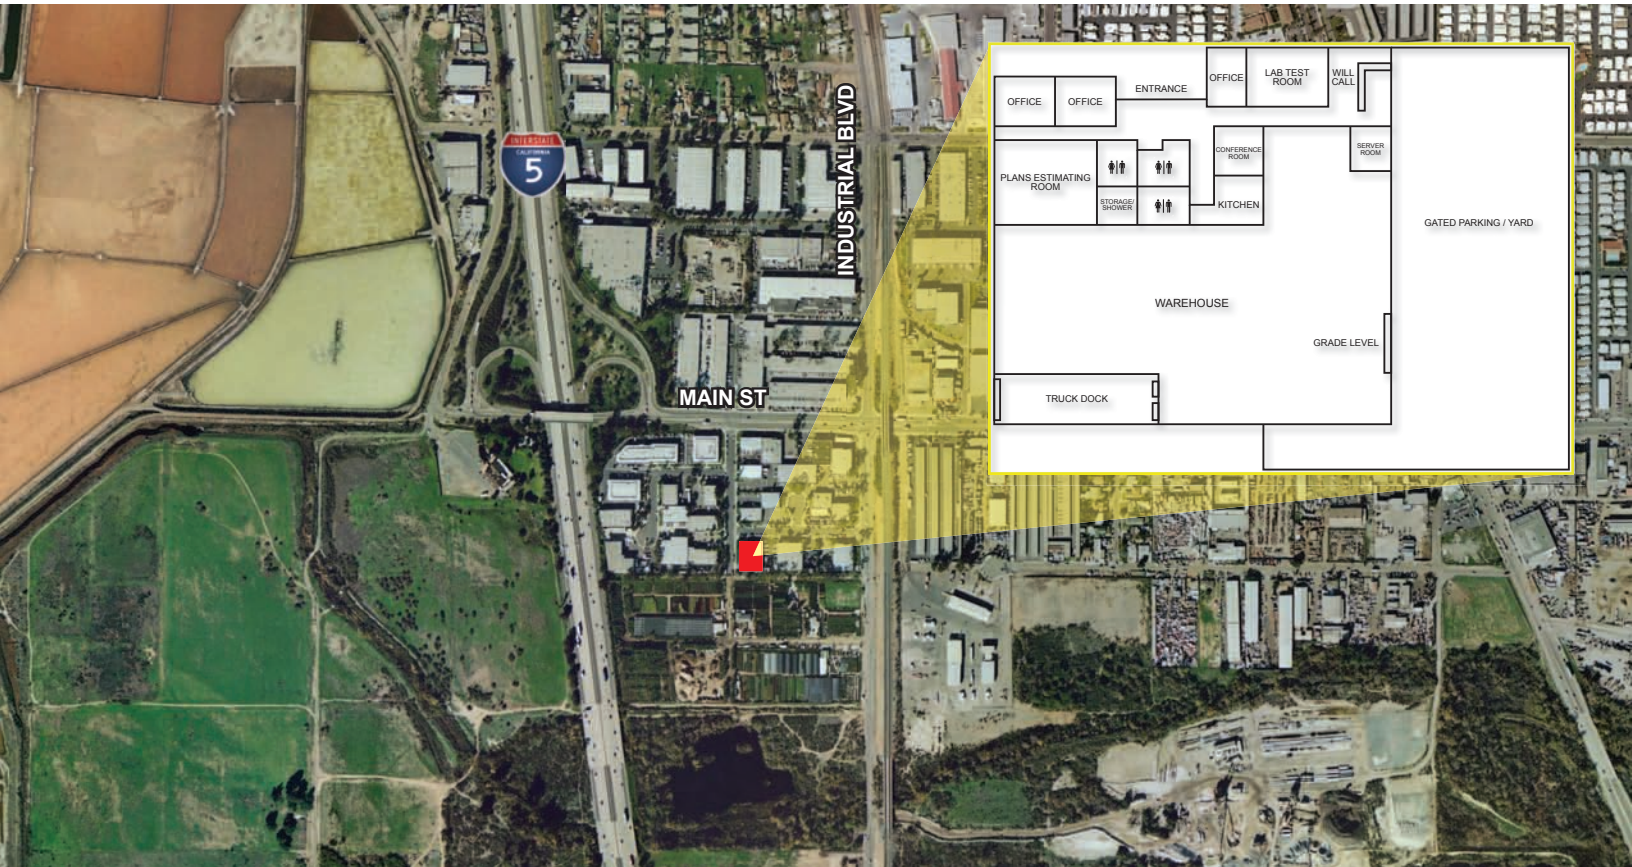 INTERSTATE
CALIFORNIA
5
INDUSTRIAL BLVD
MAIN ST
OFFICE
OFFICE
ENTRANCE
OFFICE
LAB TEST
ROOM
WILL
CALL
PLANS ESTIMATING
ROOM
STORAGE/
SHOWER
CONFERENCE
ROOM
KITCHEN
SERVER
ROOM
GATED PARKING / YARD
WAREHOUSE
GRADE LEVEL
TRUCK DOCK